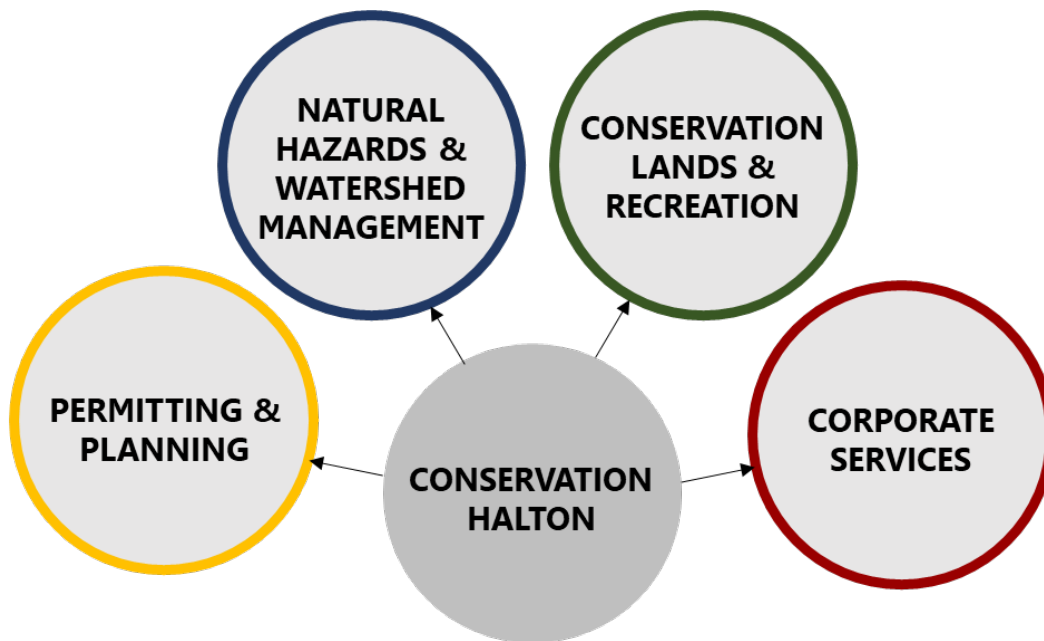 NATURAL
HAZARDS &
WATERSHED
MANAGEMENT
CONSERVATION
LANDS &
RECREATION
PERMITTING &
PLANNING
CONSERVATION
HALTON
CORPORATE
SERVICES